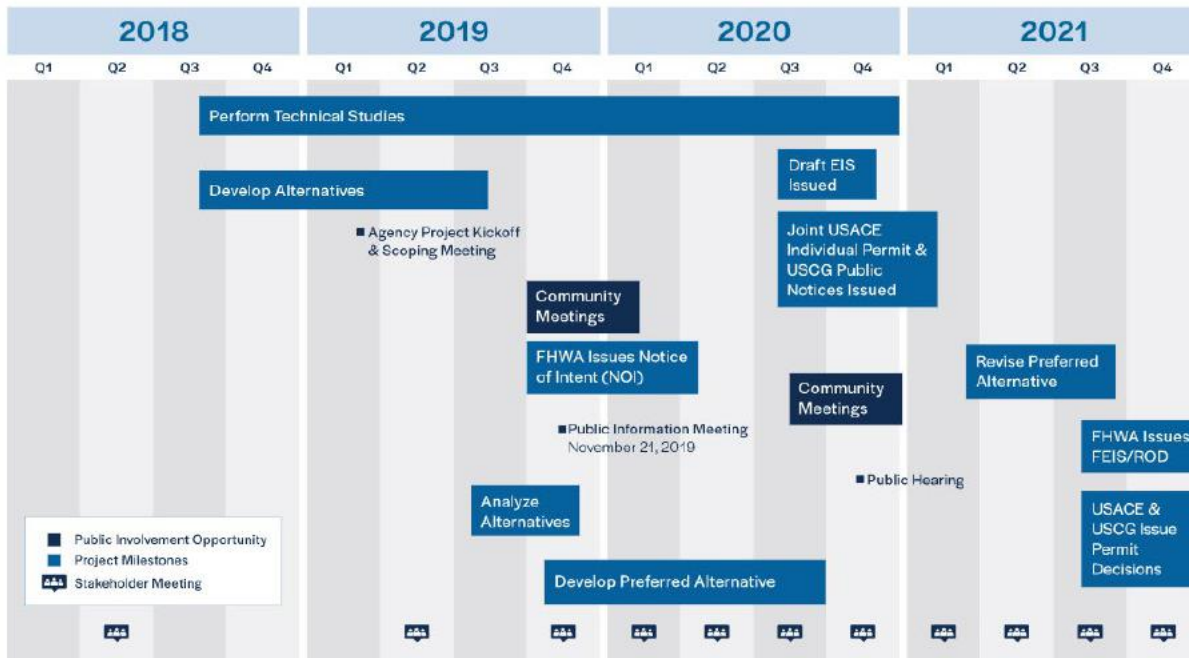 2018
2019
2020
2021
Q1
Q2
Q3
Q4
Q1
Q2
Q3
Q4
Q1
Q2
Q3
Q4
Q1
Q2
Q3
Q4
Perform Technical Studies
Draft EIS
Issued
Develop Alternatives
Joint USACE
Individual Permit &
USCG Public
Notices Issued
Agency Project Kickoff
& Scoping Meeting
Community
Meetings
FHWA Issues Notice
of Intent (NOI)
Revise Preferred
Alternative
Community
Meetings
Public Information Meeting
November 21, 2019
FHWA Issues
FEIS/ROD
Public Hearing
Analyze
Alternatives
USACE &
USCG Issue
Permit
Decisions
Public Involvement Opportunity
Project Milestones
Stakeholder Meeting
Develop Preferred Alternative